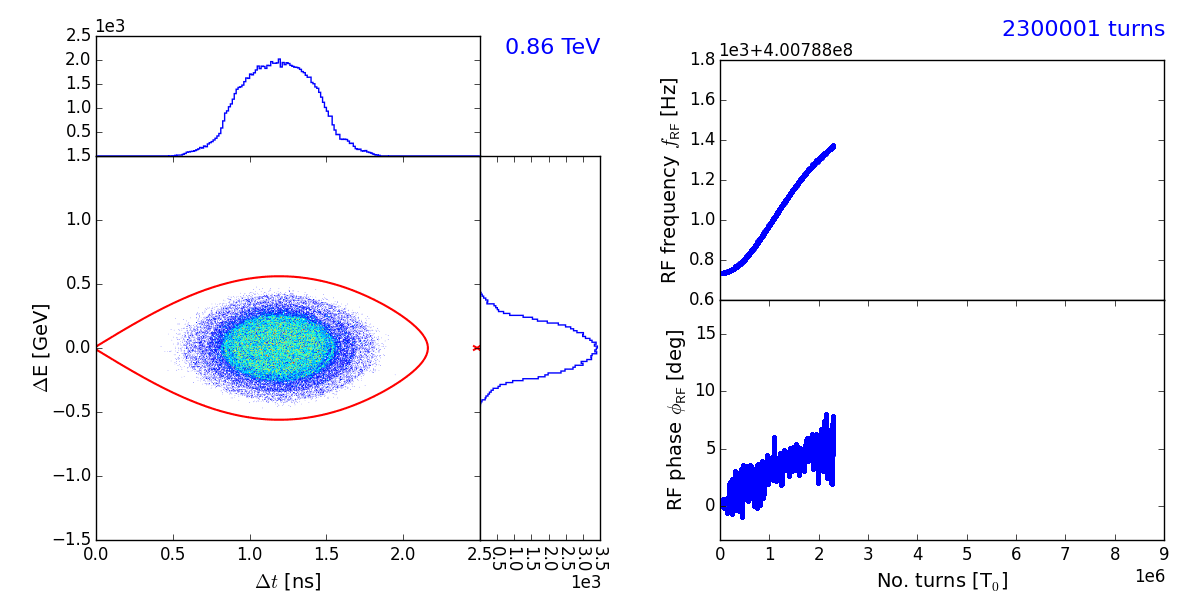 1e3
2.5
2.0
1.5
1.0
0.5
0.86 TeV
1.5
1.0
0.5
0.0
−0.5
−1.0
−1.5
ΔE [GeV]
0.0 0.5 1.0 1.5 2.0 2.5
Δt [ns]
0.5 1.0 1.5 2.0 2.5 3.0 3.5
1e3
2300001 turns
1e3+4.00788e8
1.8
1.6
1.4
1.2
1.0
0.8
0.6
RF frequency f_RF [Hz]
15
10
5
0
RF phase ϕ_RF [deg]
0 1 2 3 4 5 6 7 8 9
1e6
No. turns [T_0]